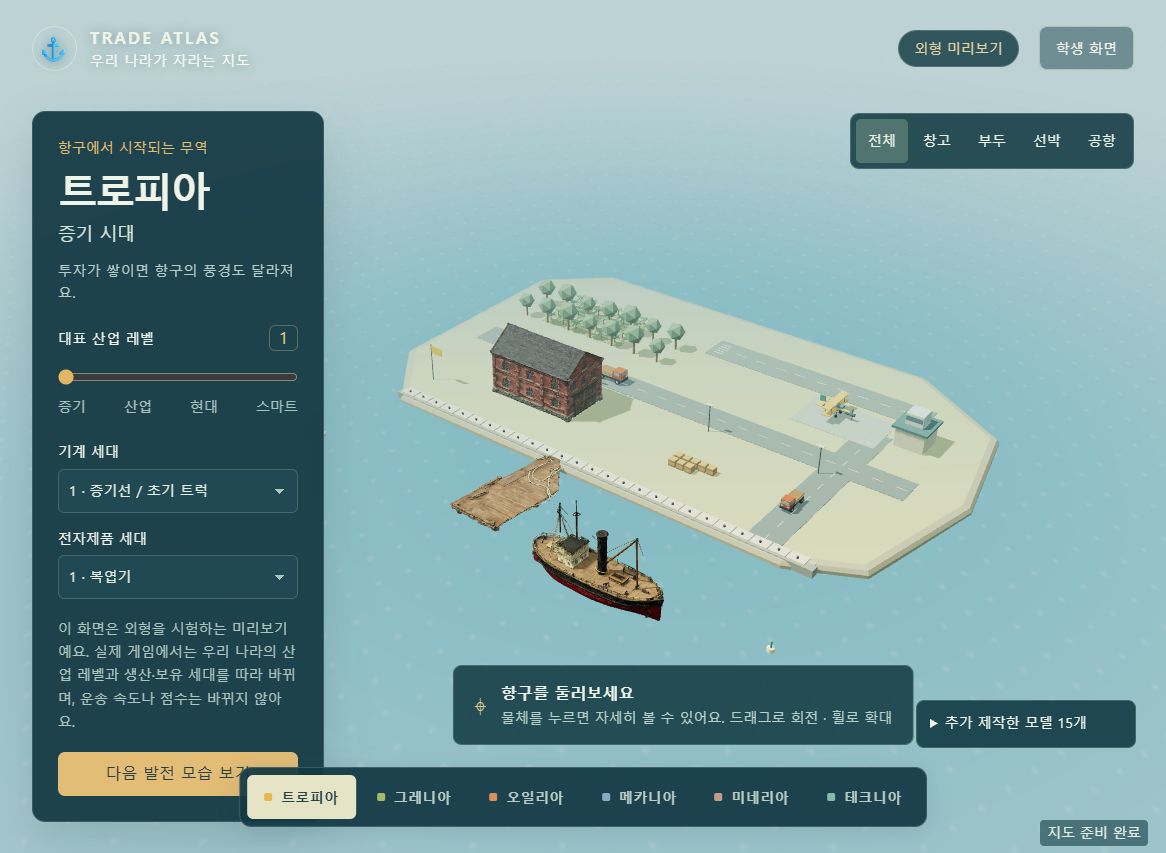 TRADE ATLAS
우리 나라가 자라는 지도
외형 미리보기
학생 화면
전체
창고
부두
선박
공항
항구에서 시작되는 무역
트로피아
증기 시대
투자가 쌓이면 항구의 풍경도 달라져
요.
대표 산업 레벨
1
증기
산업
현대
스마트
기계 세대
1 · 증기선 / 초기 트럭
전자제품 세대
1 · 복엽기
이 화면은 외형을 시험하는 미리보기
예요. 실제 게임에서는 우리 나라의 산
업 레벨과 생산·보유 세대를 따라 바뀌
며, 운송 속도나 점수는 바뀌지 않아
요.
다음 발전 모습 보기
항구를 둘러보세요
물체를 누르면 자세히 볼 수 있어요. 드래그로 회전 · 휠로 확대
추가 제작한 모델 15개
트로피아
그레니아
오일리아
메카니아
미네리아
테크니아
지도 준비 완료